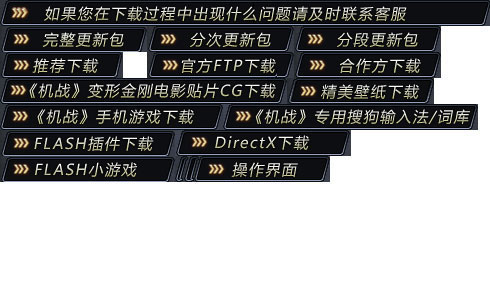 如果您在下载过程中出现什么问题请及时联系客服
完整更新包 分次更新包 分段更新包
推荐下载 官方FTP下载 合作方下载
《机战》变形金刚电影贴片CG下载 精美壁纸下载
《机战》手机游戏下载 《机战》专用搜狗输入法/词库
FLASH插件下载 DirectX下载
FLASH小游戏 操作界面